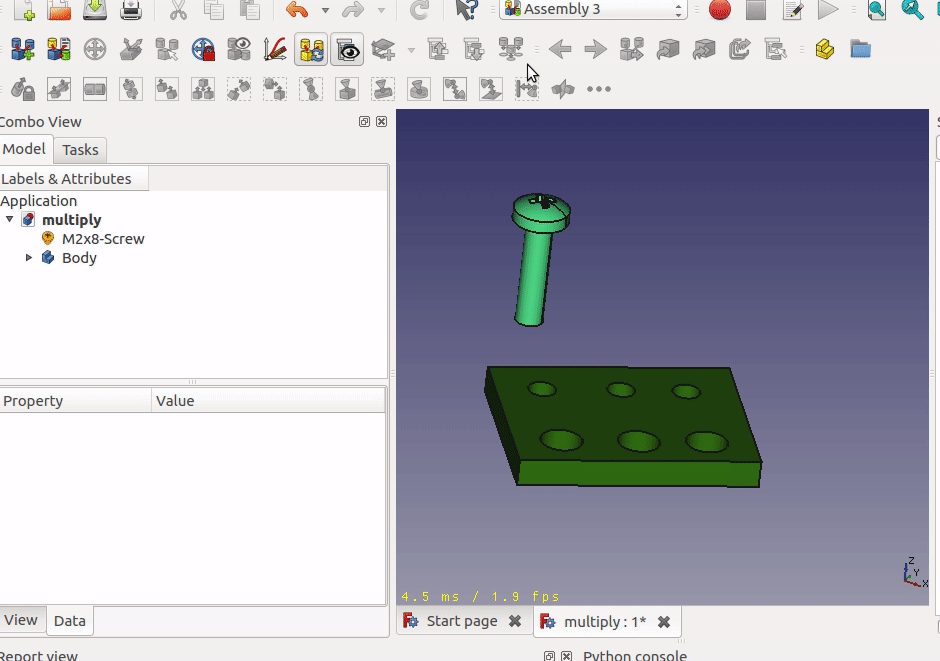 Assembly 3
Combo View
Model
Tasks
Labels & Attributes
Application
multiply
M2x8-Screw
Body
Property
Value
4.5 ms / 1.9 fps
Z
Y
X
View
Data
Start page
multiply : 1*
Report view
Python console